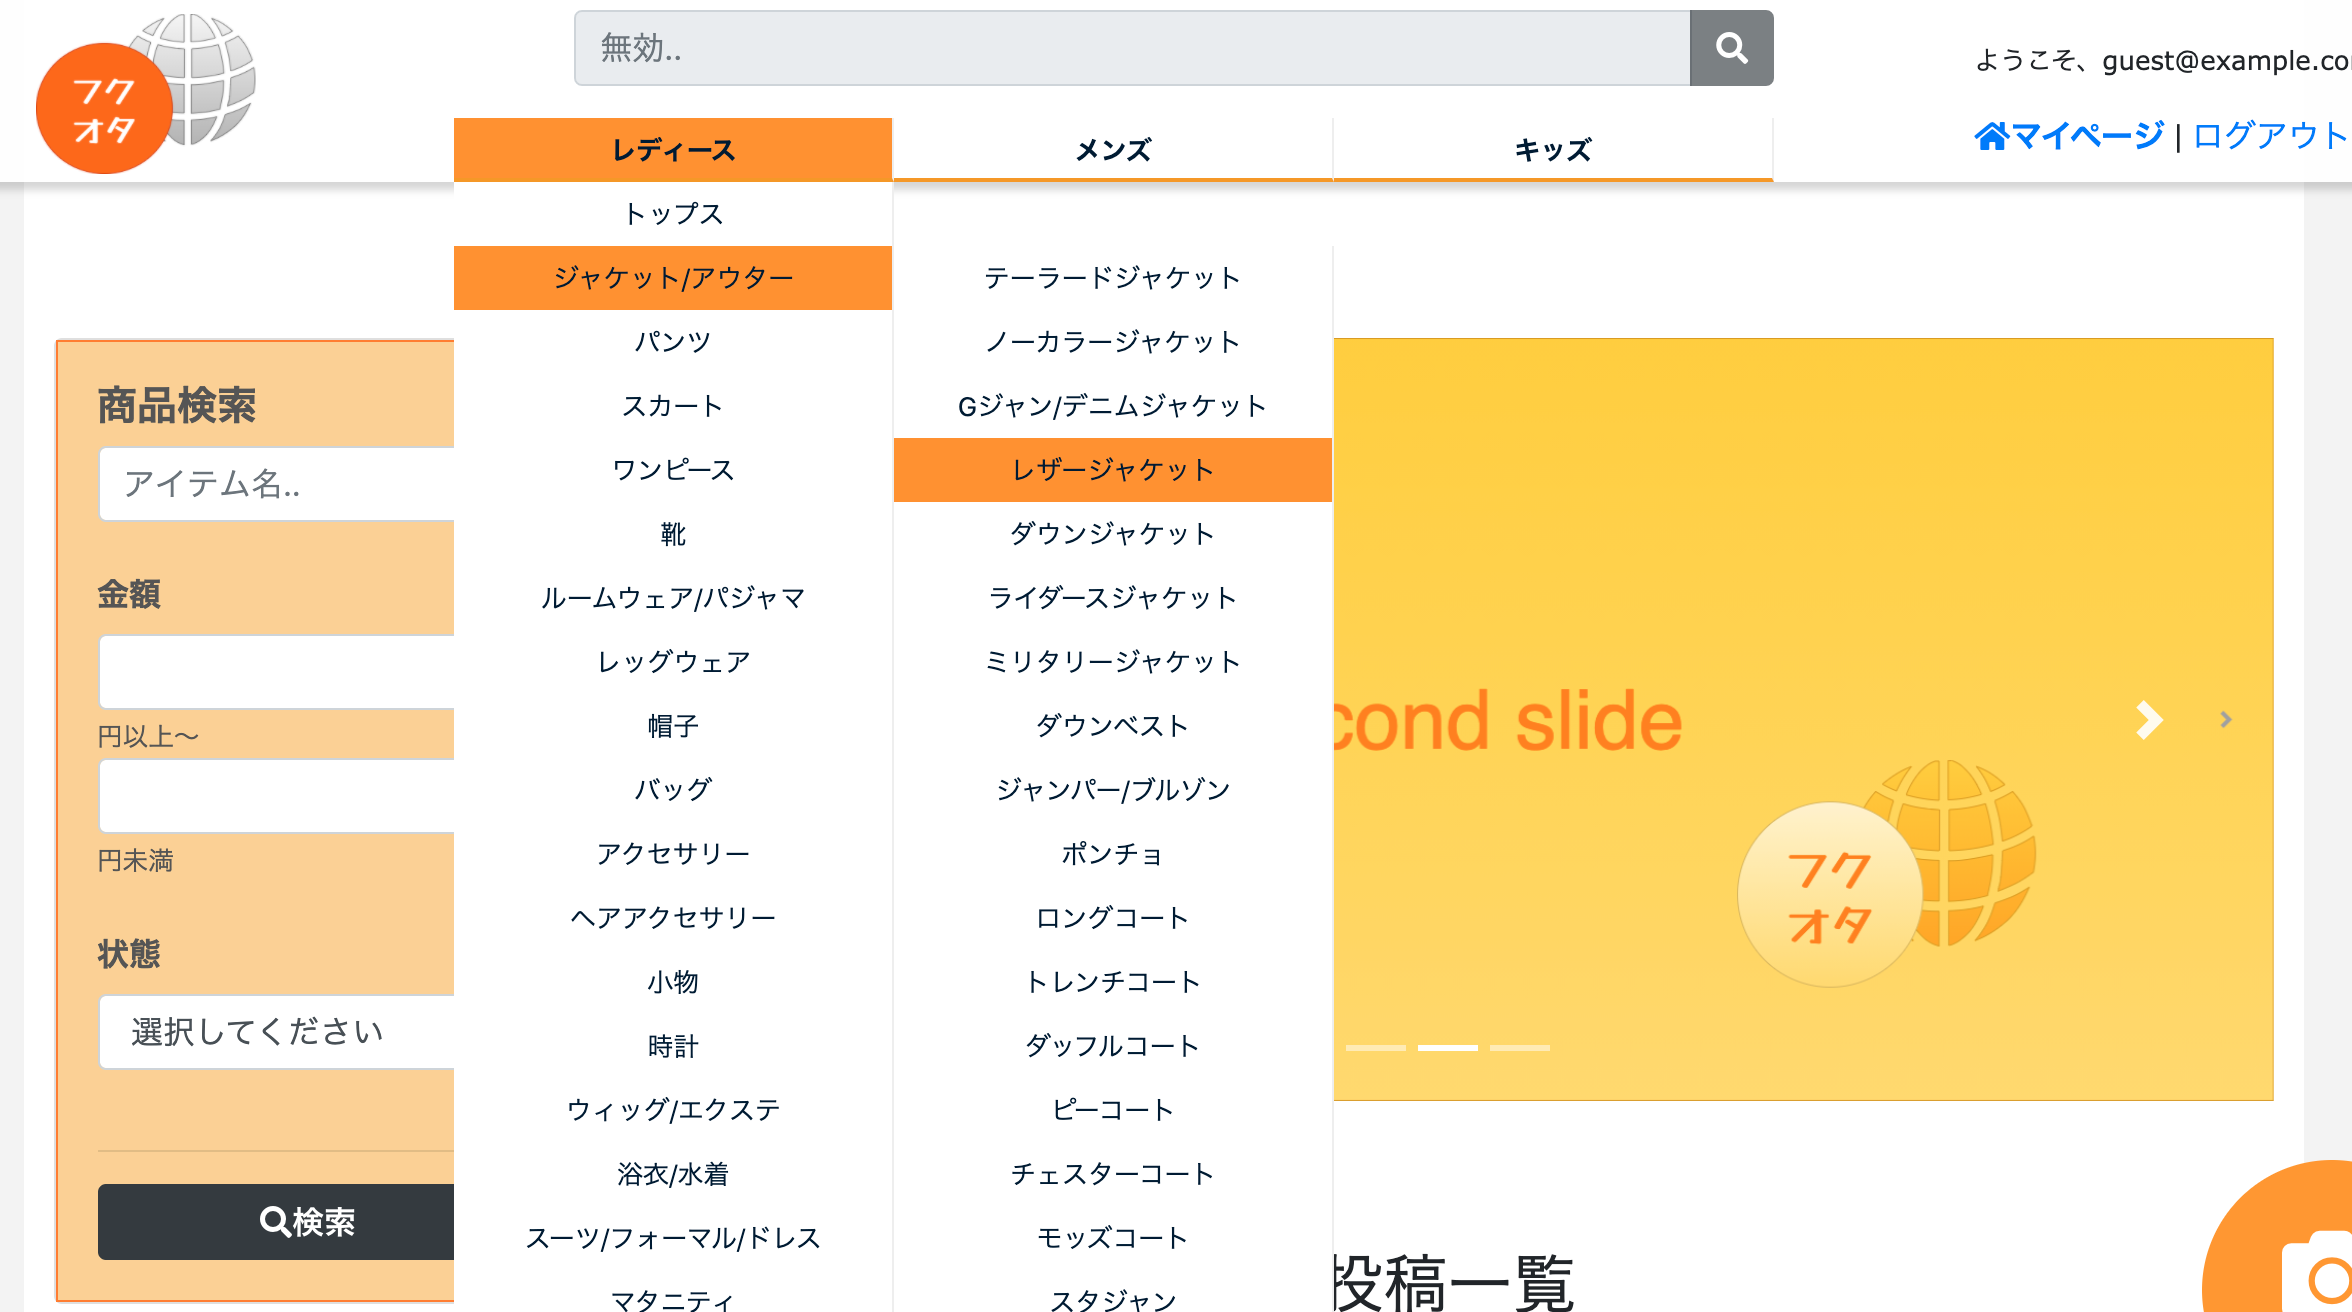 フク
オタ
無効..
ようこそ、guest@example.co
マイページ | ログアウト
レディース
メンズ
キッズ
トップス
ジャケット/アウター
パンツ
スカート
ワンピース
靴
ルームウェア/パジャマ
レッグウェア
帽子
バッグ
アクセサリー
ヘアアクセサリー
小物
時計
ウィッグ/エクステ
浴衣/水着
スーツ/フォーマル/ドレス
マタニティ
テーラードジャケット
ノーカラージャケット
Gジャン/デニムジャケット
レザージャケット
ダウンジャケット
ライダースジャケット
ミリタリージャケット
ダウンベスト
ジャンパー/ブルゾン
ポンチョ
ロングコート
トレンチコート
ダッフルコート
ピーコート
チェスターコート
モッズコート
スタジャン
商品検索
アイテム名..
金額
円以上〜
円未満
状態
選択してください
検索
cond slide
フク
オタ
投稿一覧